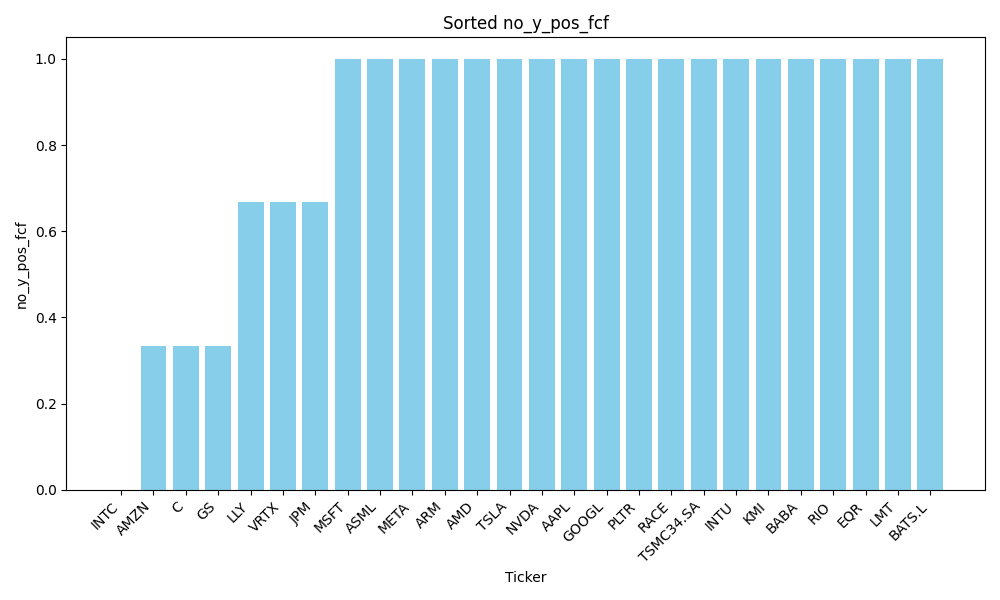 Sorted no_y_pos_fcf
no_y_pos_fcf
1.0
0.8
0.6
0.4
0.2
0.0
INTC
AMZN
C
GS
LLY
VRTX
JPM
MSFT
ASML
META
ARM
AMD
TSLA
NVDA
AAPL
GOOGL
PLTR
RACE
TSMC34.SA
INTU
KMI
BABA
RIO
EQR
LMT
BATS.L
Ticker